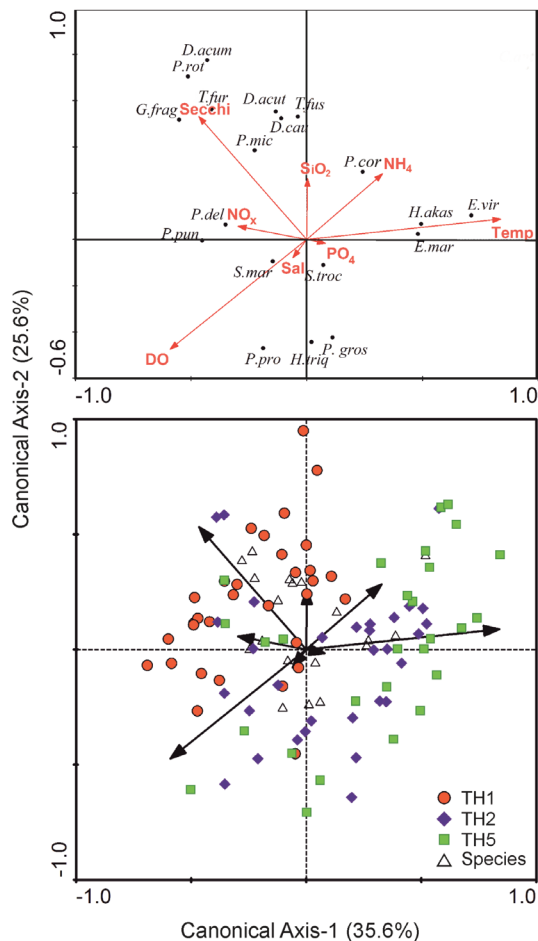 1.0
D.acum
P.rot
T.fur
G.frag
Secchi
D.acut
T.fus
D.cav
P.mic
SiO₂
P.cor
NH₄
P.del
NOₓ
H.akas
E.vir
P.pun
E.mar
Temp
PO₄
S.mar
Sal
S.troc
DO
P.pro
H.triq
P. gros
-0.6
-1.0
1.0
Canonical Axis-2 (25.6%)
1.0
TH1
TH2
TH5
Species
-1.0
-1.0
1.0
Canonical Axis-1 (35.6%)